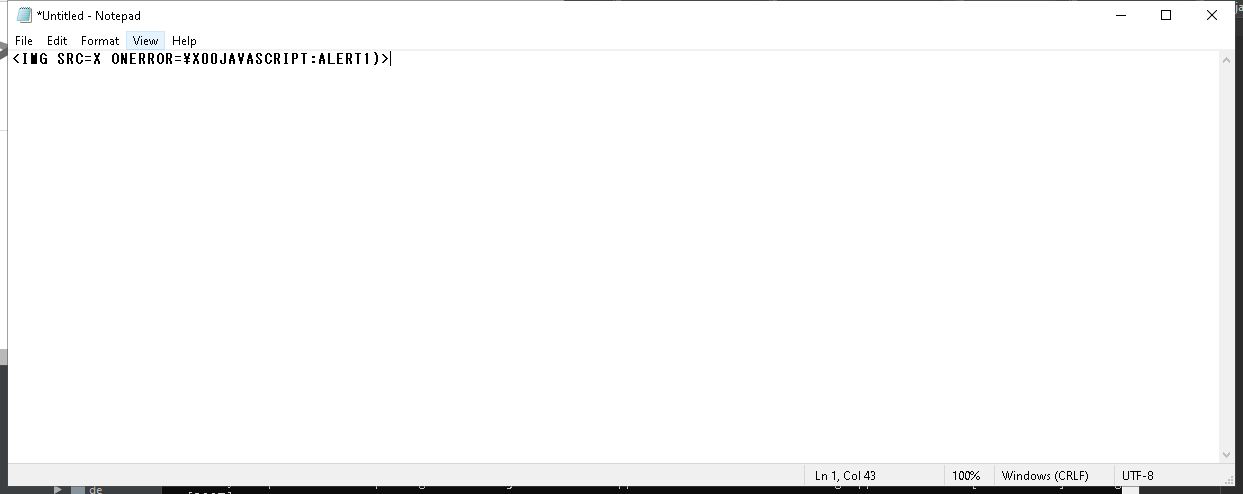 *Untitled - Notepad
File Edit Format View Help
<IMG SRC=X ONERROR=¥X00JAVASCRIPT:ALERT1)>
Ln 1, Col 43 100% Windows (CRLF) UTF-8
de